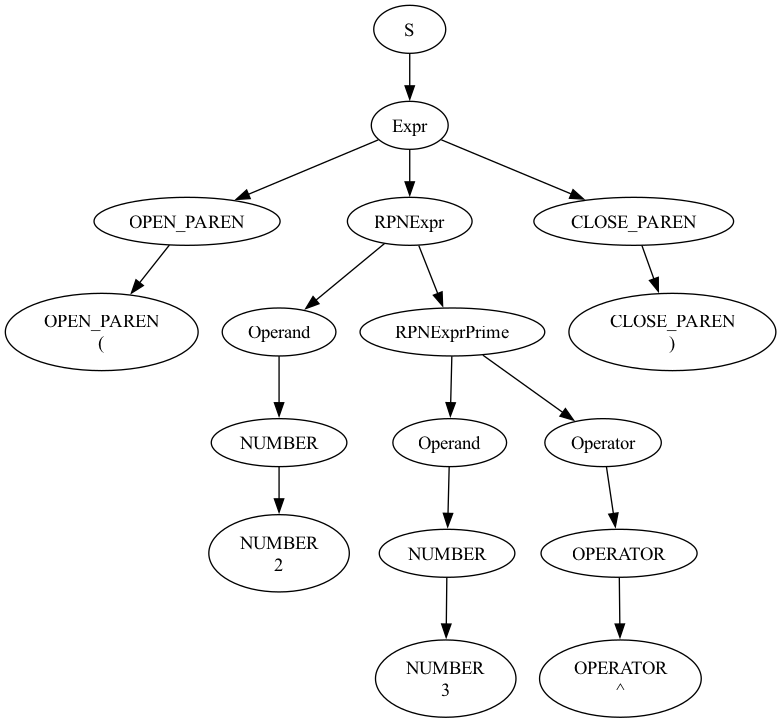 S
Expr
OPEN_PAREN
RPNExpr
CLOSE_PAREN
OPEN_PAREN
(
Operand
RPNExprPrime
CLOSE_PAREN
)
NUMBER
Operand
Operator
NUMBER
2
NUMBER
OPERATOR
NUMBER
3
OPERATOR
^